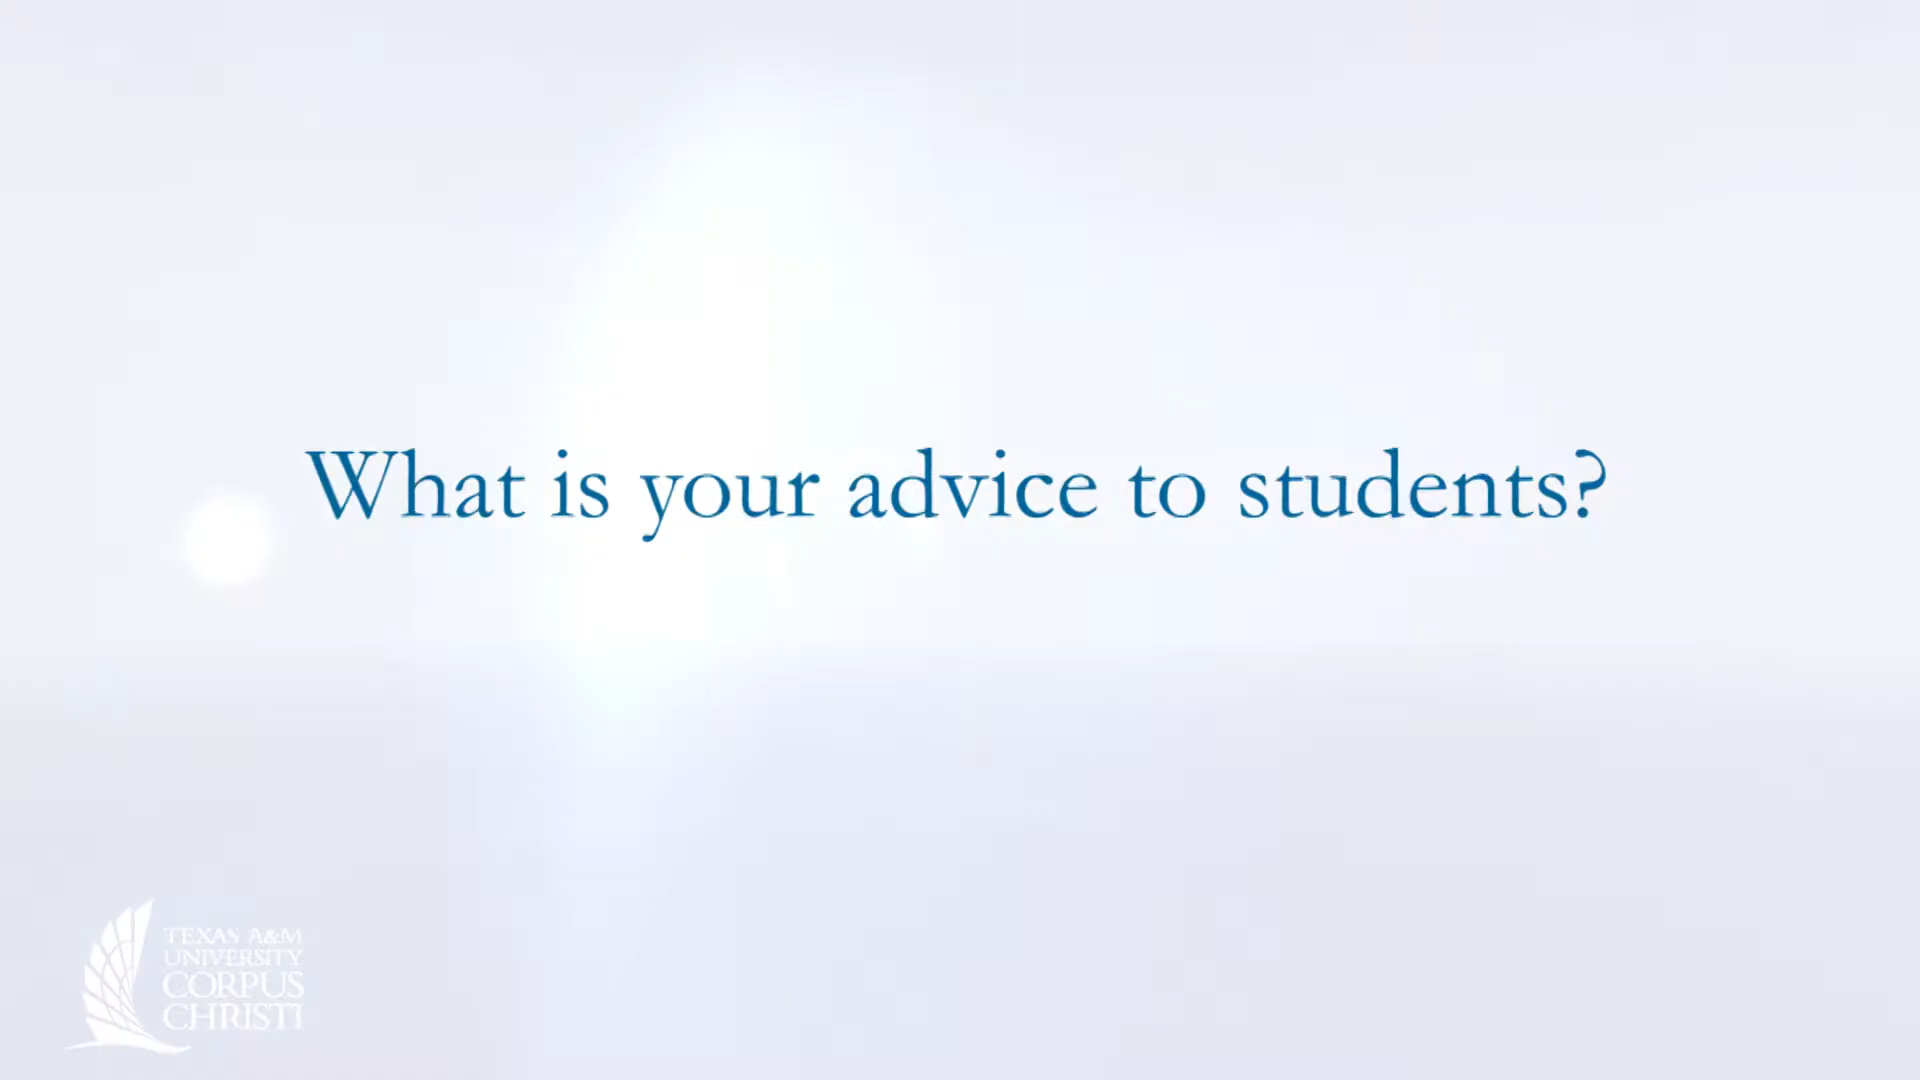 What is your advice to students?
TEXAS A&M
UNIVERSITY
CORPUS
CHRISTI